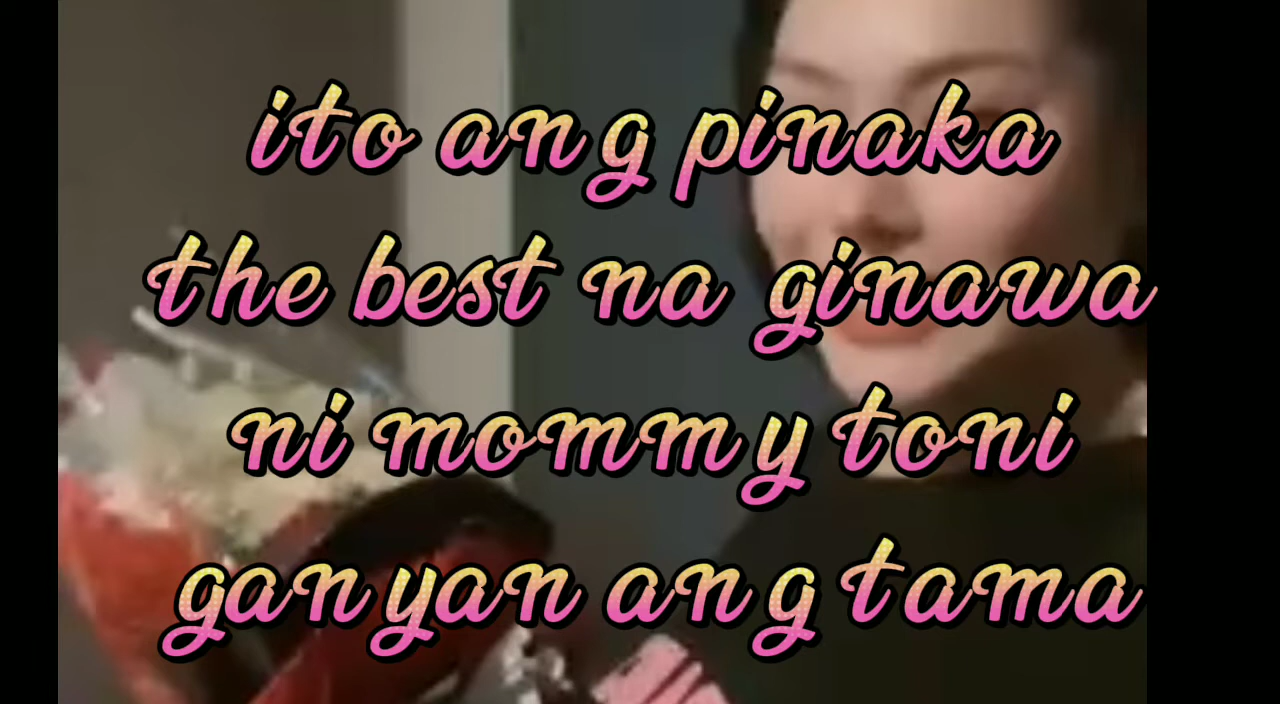 ito ang pinaka
the best na ginawa
ni mommy toni
ganyan ang tama